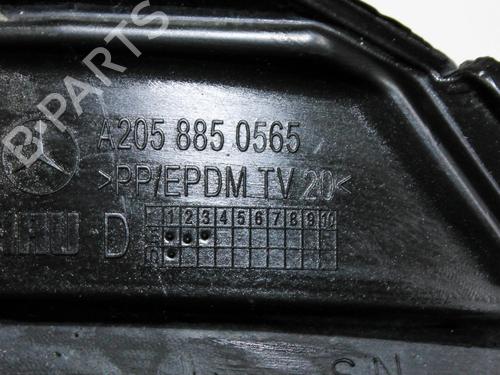 B-PARTS
A205 885 0565
>PP/EPDM TV 20<
D
1 2 3 4 5 6 7 8 9 10
S N